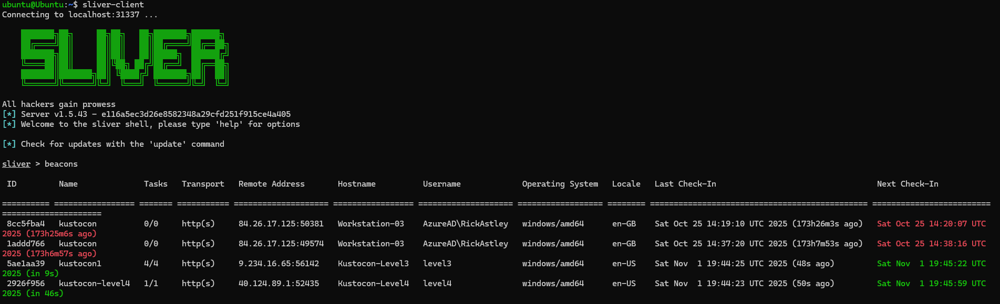 ubuntu@Ubuntu:~$ sliver-client
Connecting to localhost:31337 ...
SLIVER
All hackers gain prowess
[*] Server v1.5.43 - e116a5ec3d26e8582348a29cfd251f915ce4a405
[*] Welcome to the sliver shell, please type 'help' for options
[*] Check for updates with the 'update' command
sliver > beacons
ID Name Tasks Transport Remote Address Hostname Username Operating System Locale Last Check-In Next Check-In
========== ================= ======= =========== ==================== ================= ==================== ================== ======== ============================================== =========================
=====================
8cc5fba4 kustocon 0/0 http(s) 84.26.17.125:50381 Workstation-03 AzureAD\RickAstley windows/amd64 en-GB Sat Oct 25 14:19:10 UTC 2025 (173h26m3s ago) Sat Oct 25 14:20:07 UTC
2025 (173h25m6s ago)
1addd766 kustocon 0/0 http(s) 84.26.17.125:49574 Workstation-03 AzureAD\RickAstley windows/amd64 en-GB Sat Oct 25 14:37:20 UTC 2025 (173h7m53s ago) Sat Oct 25 14:38:16 UTC
2025 (173h6m57s ago)
5ae1aa39 kustocon1 4/4 http(s) 9.234.16.65:56142 Kustocon-Level3 level3 windows/amd64 en-US Sat Nov 1 19:44:25 UTC 2025 (48s ago) Sat Nov 1 19:45:22 UTC
2025 (in 9s)
2926f956 kustocon-level4 1/1 http(s) 40.124.89.1:52435 Kustocon-Level4 level4 windows/amd64 en-US Sat Nov 1 19:44:23 UTC 2025 (50s ago) Sat Nov 1 19:45:59 UTC
2025 (in 46s)